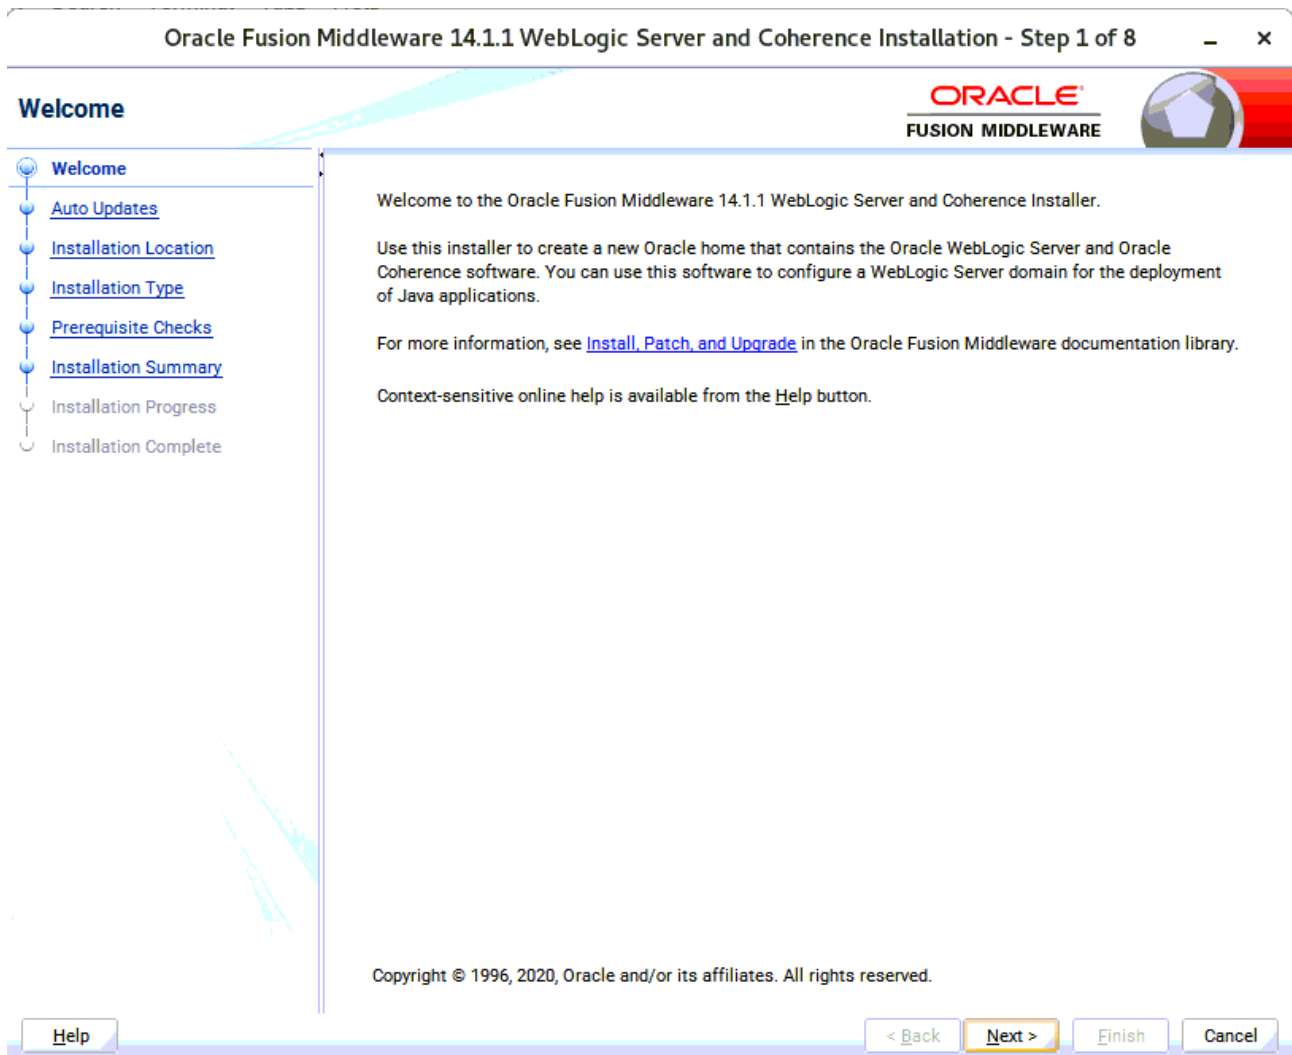 Oracle Fusion Middleware 14.1.1 WebLogic Server and Coherence Installation - Step 1 of 8
Welcome
ORACLE
FUSION MIDDLEWARE
Welcome
Auto Updates
Installation Location
Installation Type
Prerequisite Checks
Installation Summary
Installation Progress
Installation Complete
Welcome to the Oracle Fusion Middleware 14.1.1 WebLogic Server and Coherence Installer.
Use this installer to create a new Oracle home that contains the Oracle WebLogic Server and Oracle
Coherence software. You can use this software to configure a WebLogic Server domain for the deployment
of Java applications.
For more information, see Install, Patch, and Upgrade in the Oracle Fusion Middleware documentation library.
Context-sensitive online help is available from the Help button.
Copyright © 1996, 2020, Oracle and/or its affiliates. All rights reserved.
Help
< Back
Next >
Finish
Cancel